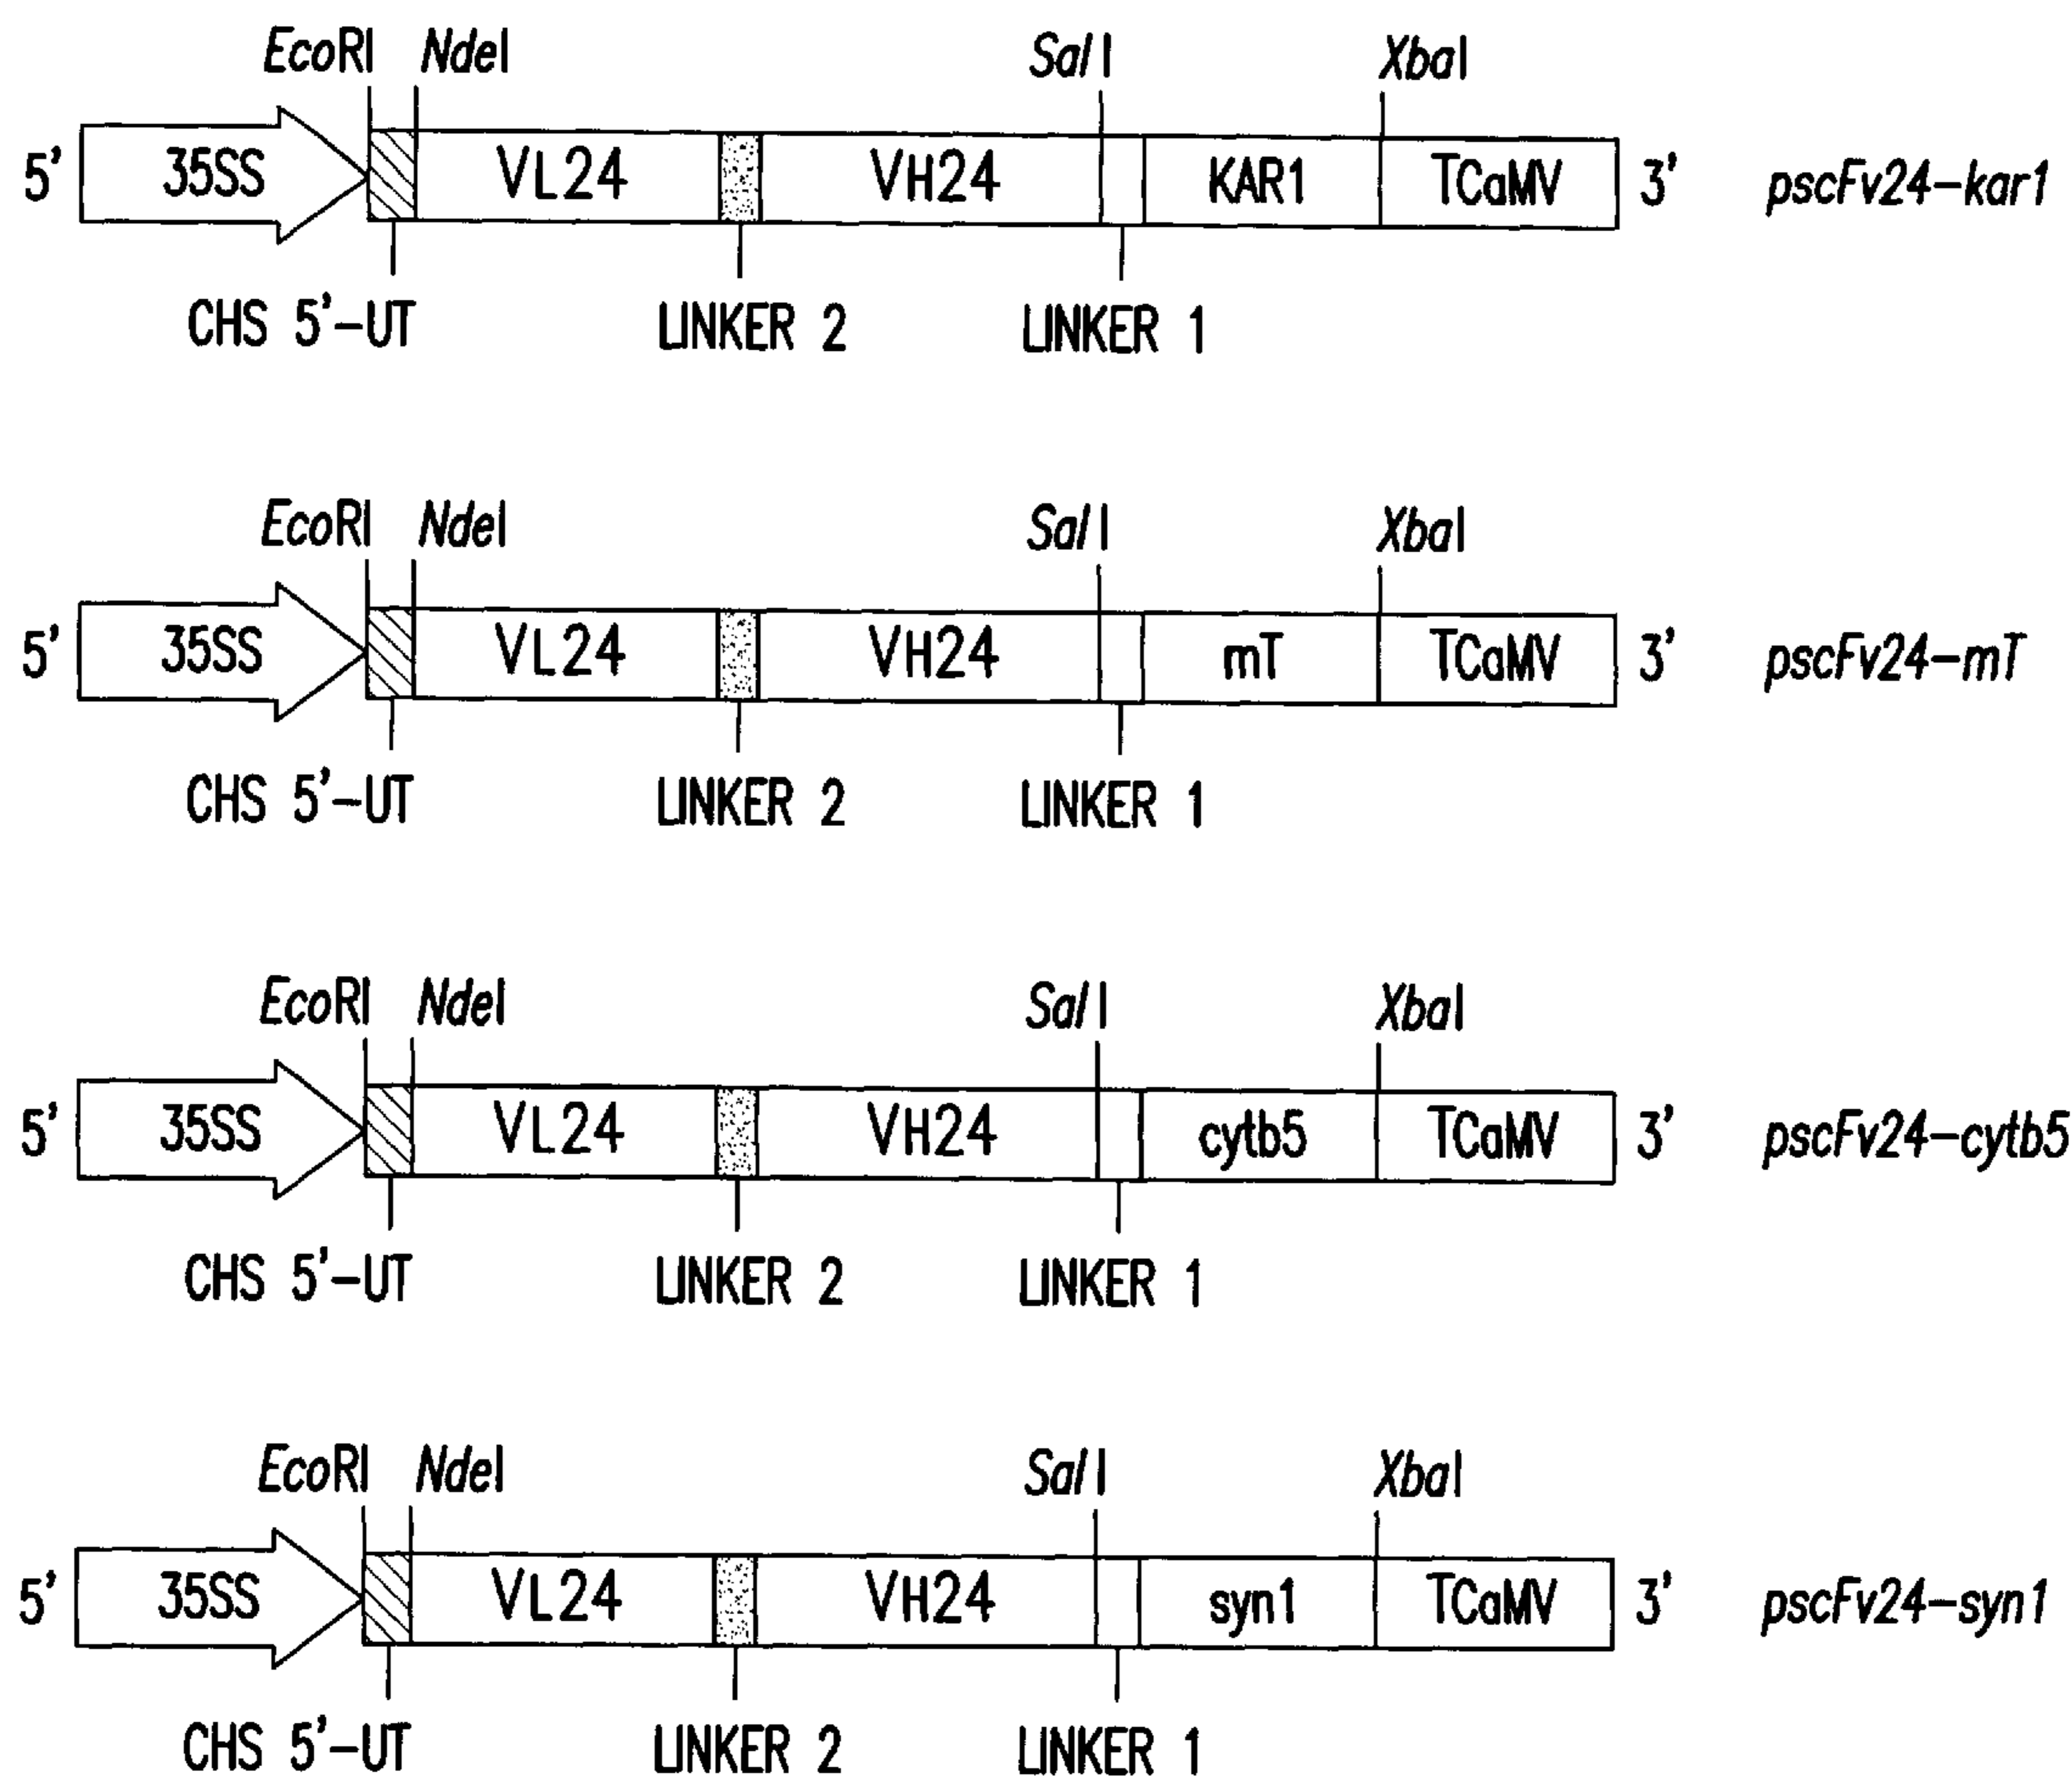 EcoRI NdeI SalI XbaI
5' 35SS VL24 VH24 KAR1 TCaMV 3' pscFv24-kar1
CHS 5'-UT LINKER 2 LINKER 1
EcoRI NdeI SalI XbaI
5' 35SS VL24 VH24 mT TCaMV 3' pscFv24-mT
CHS 5'-UT LINKER 2 LINKER 1
EcoRI NdeI SalI XbaI
5' 35SS VL24 VH24 cytb5 TCaMV 3' pscFv24-cytb5
CHS 5'-UT LINKER 2 LINKER 1
EcoRI NdeI SalI XbaI
5' 35SS VL24 VH24 syn1 TCaMV 3' pscFv24-syn1
CHS 5'-UT LINKER 2 LINKER 1